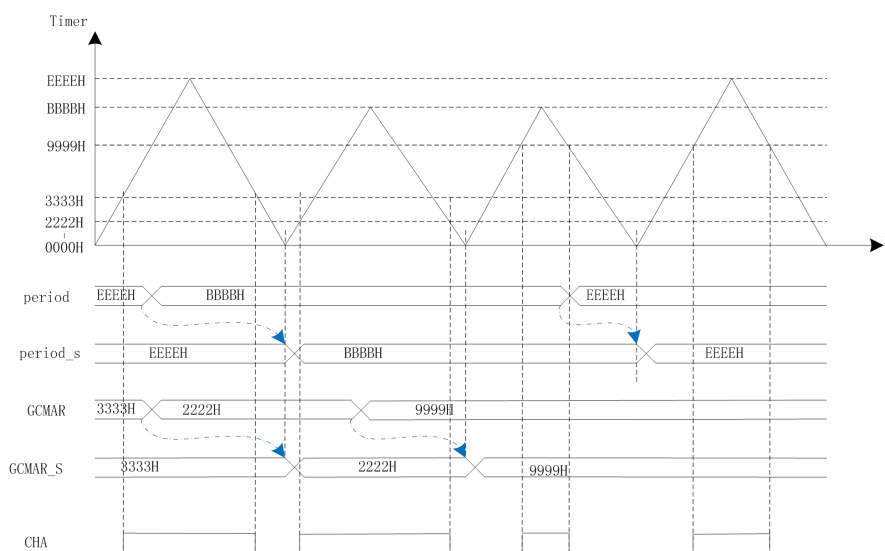 Timer
EEEEH
BBBBH
9999H
3333H
2222H
0000H
period EEEEH BBBBH EEEEH
period_s EEEEH BBBBH EEEEH
GCMAR 3333H 2222H 9999H
GCMAR_S 3333H 2222H 9999H
CHA